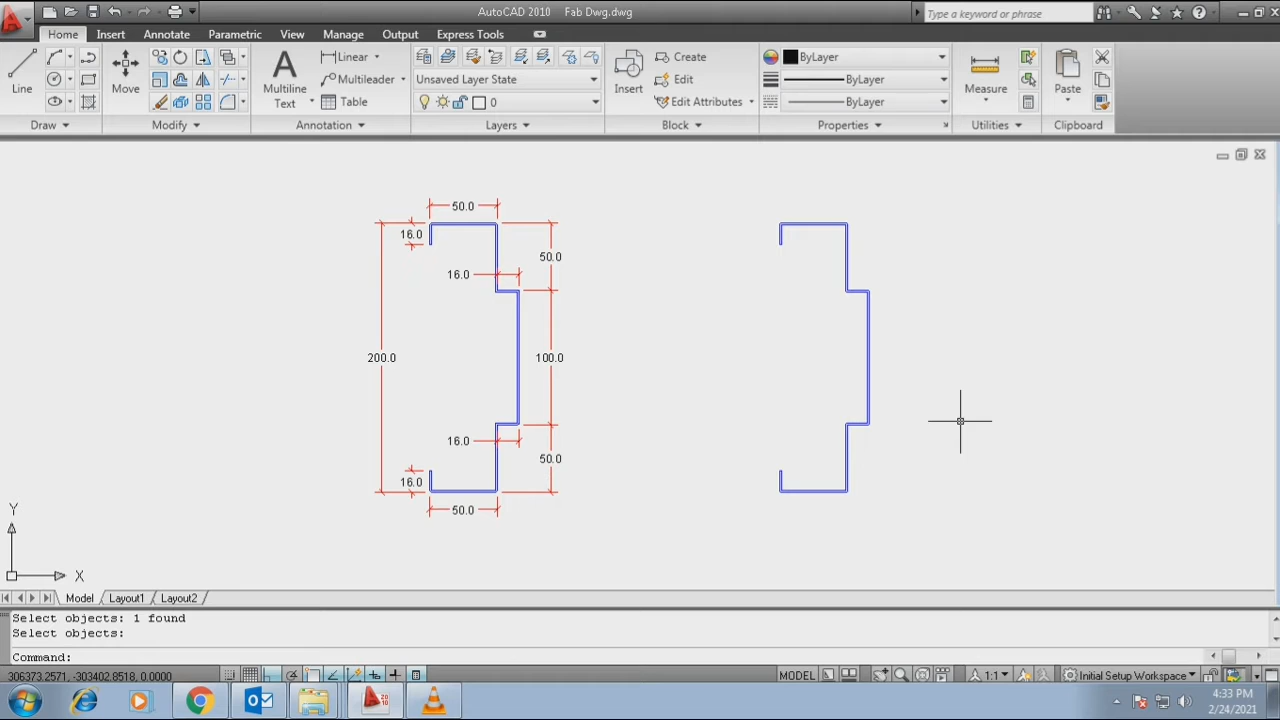 AutoCAD 2010 Fab Dwg.dwg
Type a keyword or phrase
Home Insert Annotate Parametric View Manage Output Express Tools
Line
Move
Multiline Text
Linear
Multileader
Table
Unsaved Layer State
0
Insert
Create
Edit
Edit Attributes
ByLayer
ByLayer
ByLayer
Measure
Paste
Draw Modify Annotation Layers Block Properties Utilities Clipboard
50.0
16.0
50.0
16.0
200.0
100.0
16.0
50.0
16.0
50.0
Y
X
Model Layout1 Layout2
Select objects: 1 found
Select objects:
Command:
306373.2571, -303402.8518, 0.0000
MODEL
1:1
Initial Setup Workspace
4:33 PM
2/24/2021